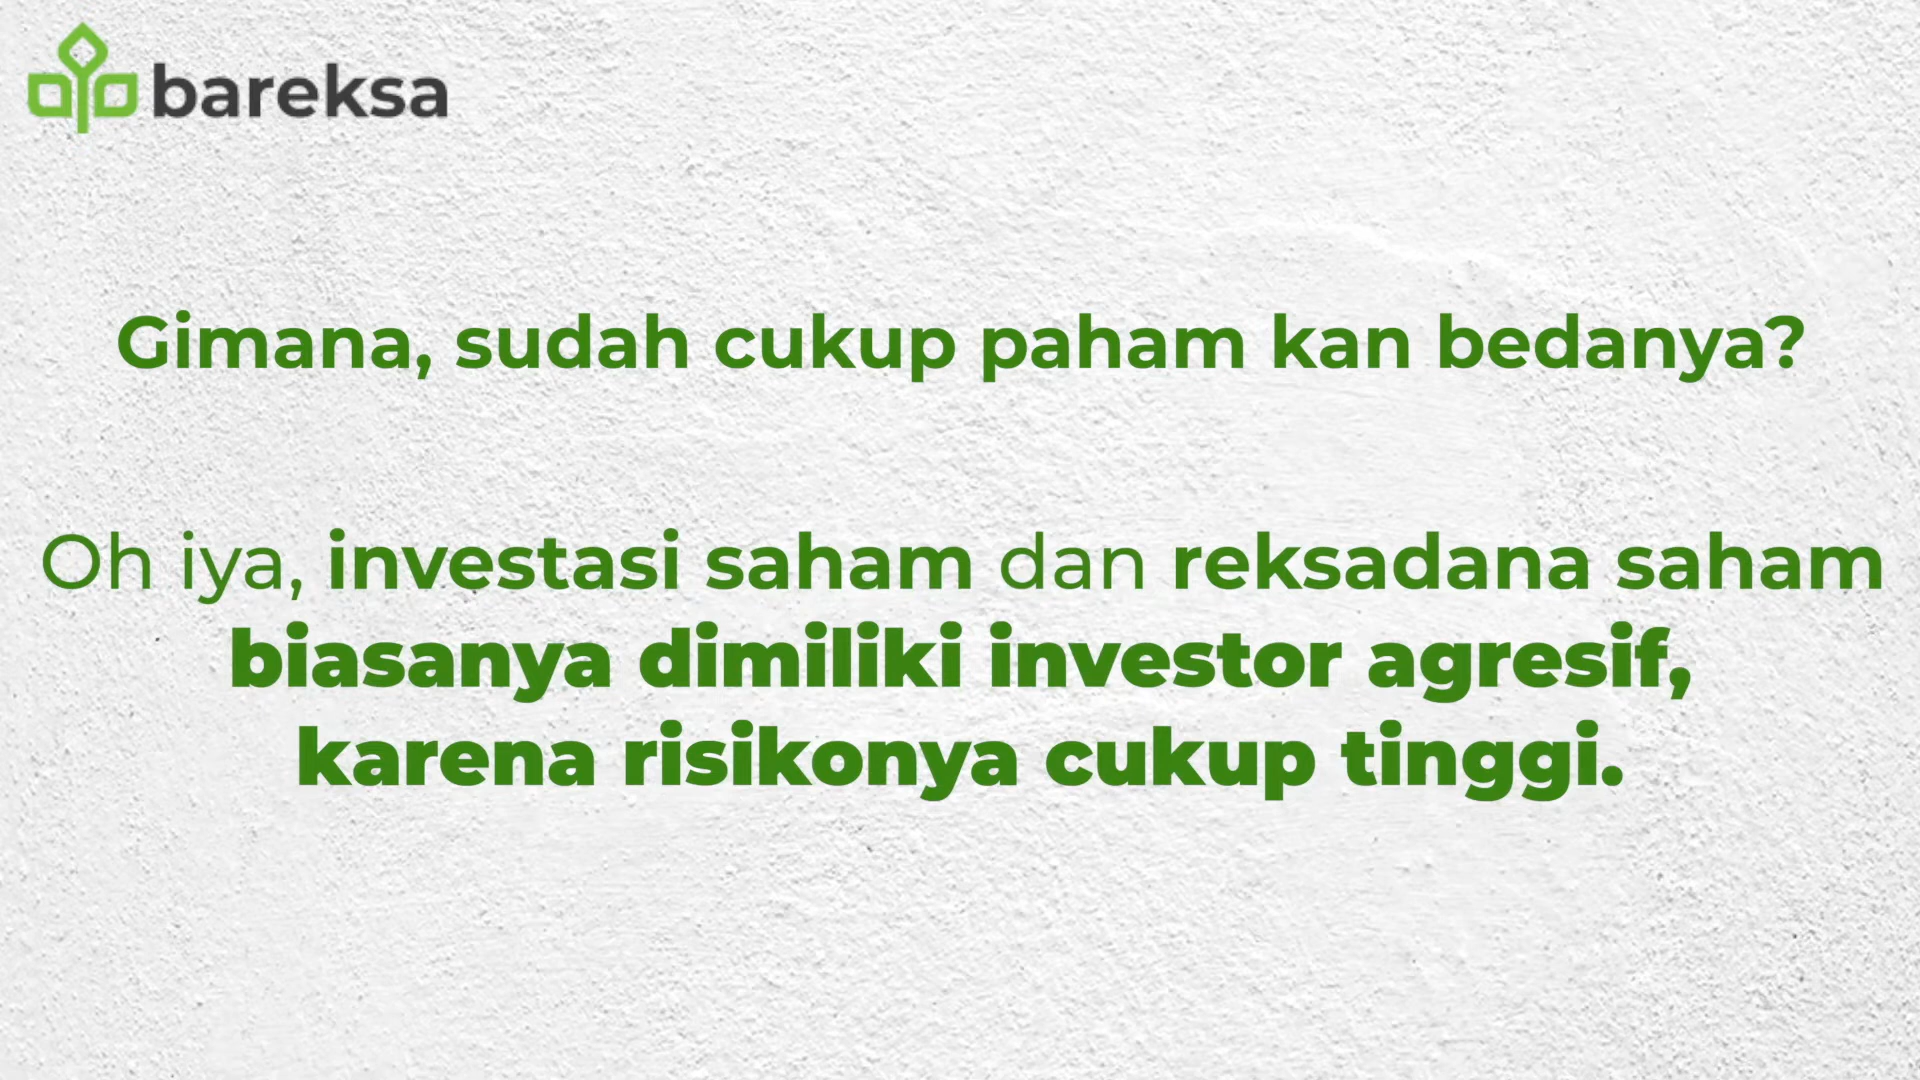 bareksa
Gimana, sudah cukup paham kan bedanya?
Oh iya, investasi saham dan reksadana saham
biasanya dimiliki investor agresif,
karena risikonya cukup tinggi.